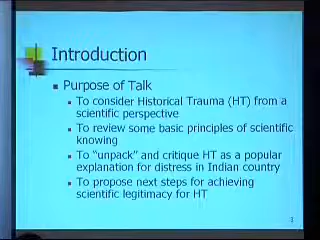 Introduction
Purpose of Talk
To consider Historical Trauma (HT) from a
scientific perspective
To review some basic principles of scientific
knowing
To “unpack” and critique HT as a popular
explanation for distress in Indian country
To propose next steps for achieving
scientific legitimacy for HT